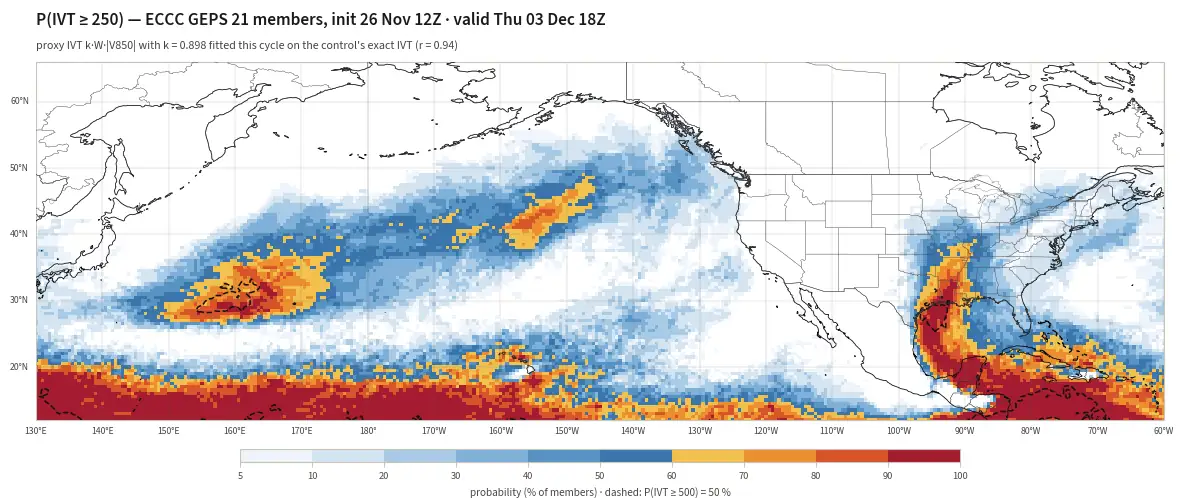 P(IVT ≥ 250) — ECCC GEPS 21 members, init 26 Nov 12Z · valid Thu 03 Dec 18Z
proxy IVT k·W·|V850| with k = 0.898 fitted this cycle on the control's exact IVT (r = 0.94)
60°N
50°N
40°N
30°N
20°N
130°E 140°E 150°E 160°E 170°E 180° 170°W 160°W 150°W 140°W 130°W 120°W 110°W 100°W 90°W 80°W 70°W 60°W
5 10 20 30 40 50 60 70 80 90 100
probability (% of members) · dashed: P(IVT ≥ 500) = 50 %